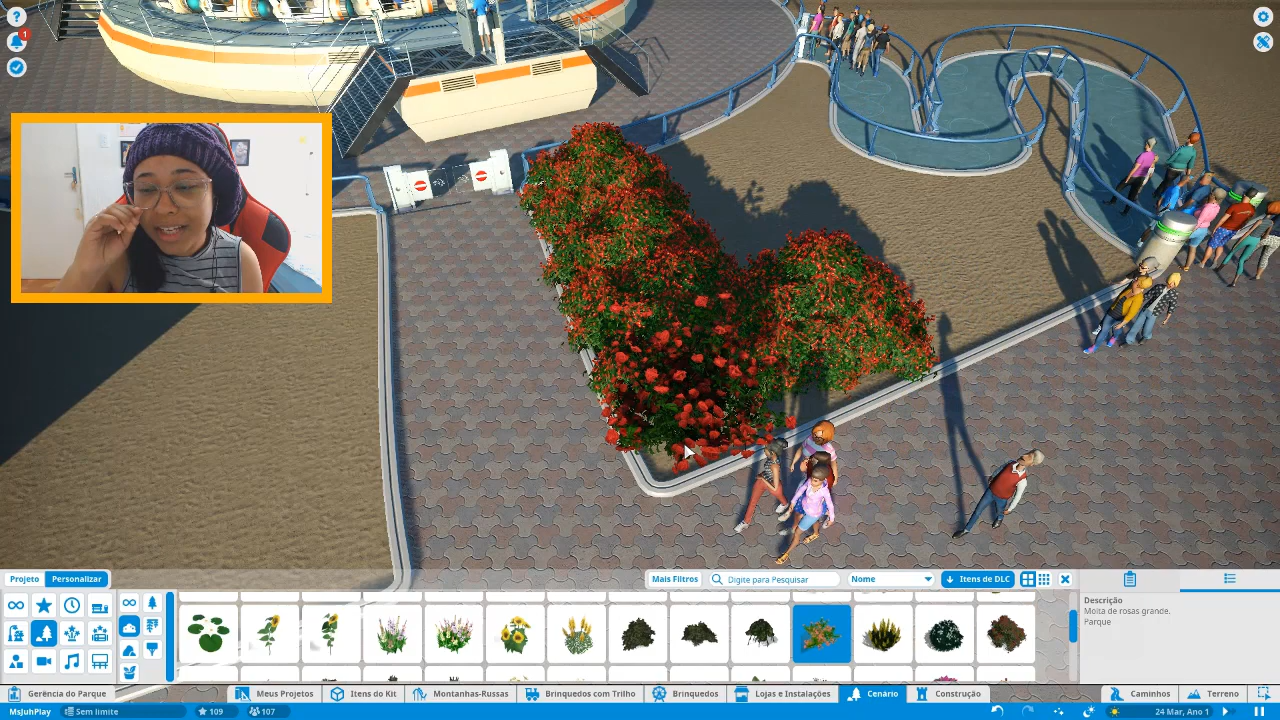 1
Projeto
Personalizar
Mais Filtros
Digite para Pesquisar
Nome
Itens de DLC
Descrição
Moita de rosas grande.
Parque
Gerência do Parque
Meus Projetos
Itens do Kit
Montanhas-Russas
Brinquedos com Trilho
Brinquedos
Lojas e Instalações
Cenário
Construção
Caminhos
Terreno
MsJuhPlay
Sem limite
109
107
24 Mar, Ano 1